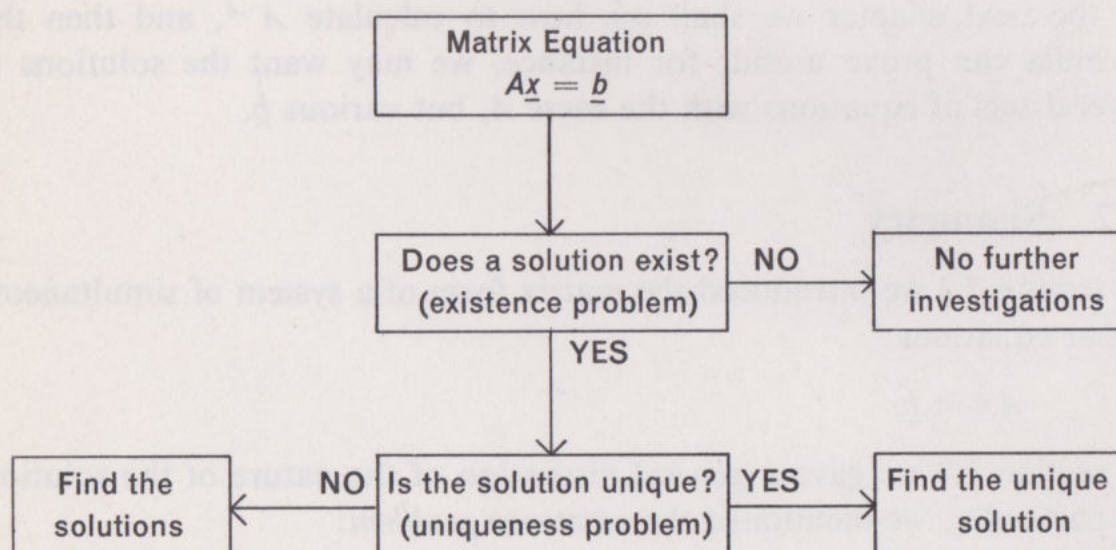 Matrix Equation
Ax = b
Does a solution exist?
(existence problem)
NO
No further
investigations
YES
Find the
solutions
NO
Is the solution unique?
(uniqueness problem)
YES
Find the unique
solution